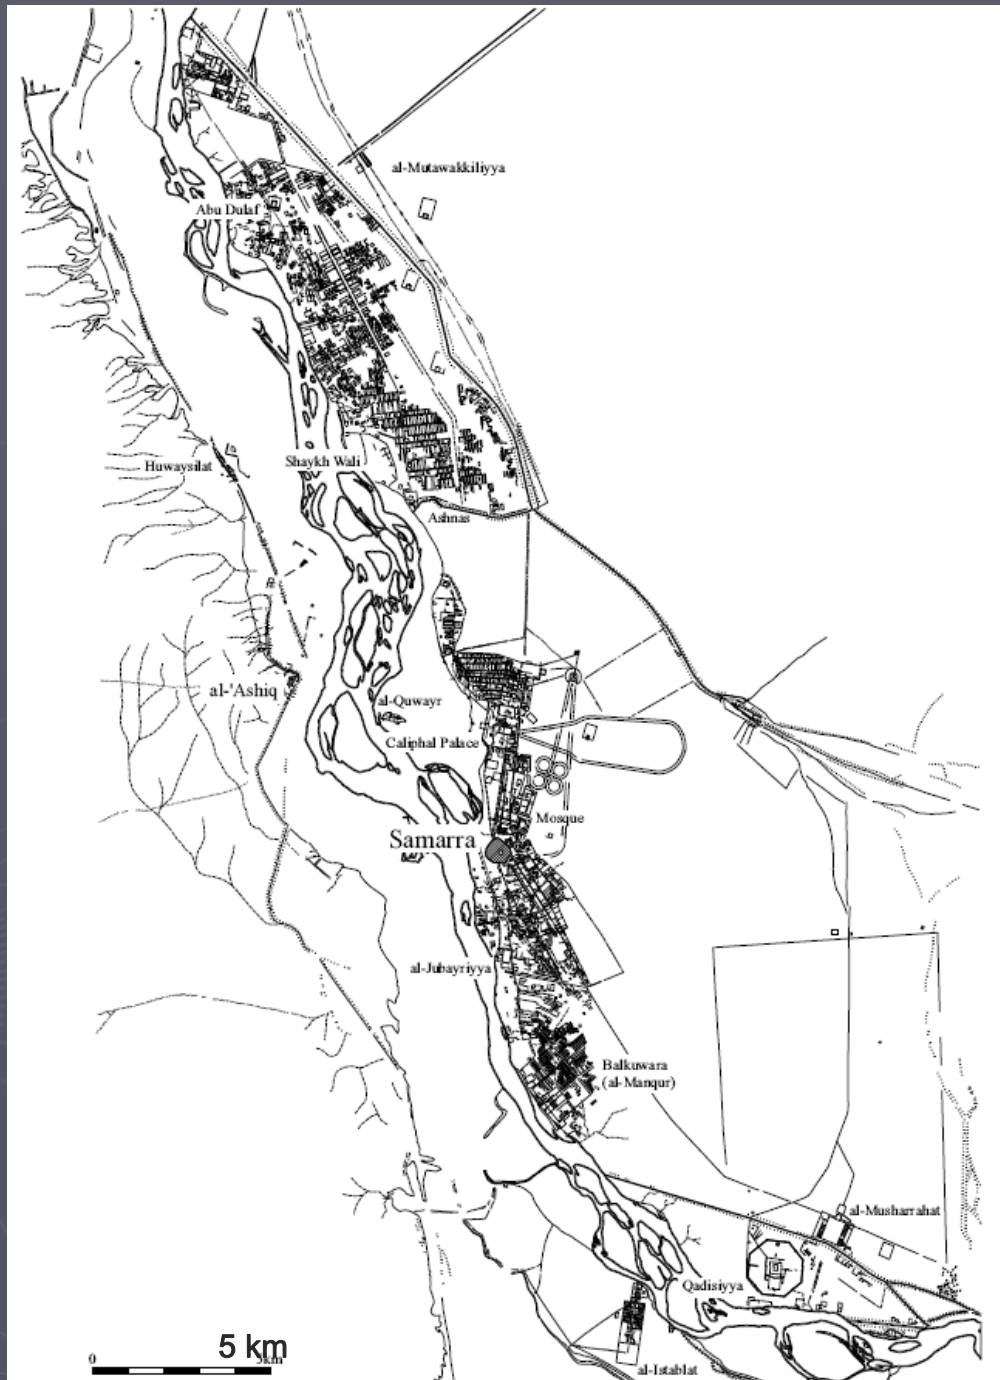 al-Mutawakkiliyya
Abu Dulaf
Shaykh Wali
Huwaysilat
Ashnas
al-'Ashiq
al-Quwayr
Caliphal Palace
Mosque
Samarra
al-Jubayriyya
Balkuwara
(al-Manqur)
al-Musharrahat
Qadisiyya
al-Istablat
5 km
0 5km